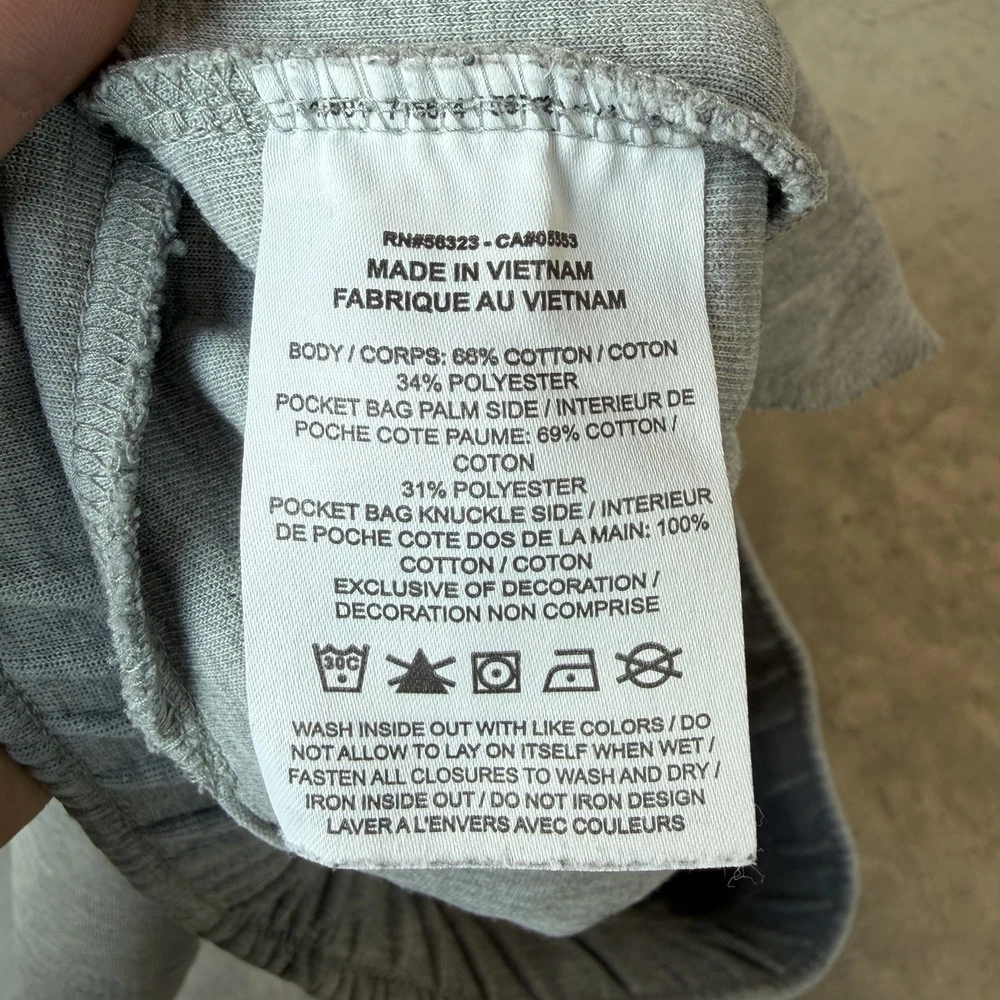 RN#56323 - CA#05553
MADE IN VIETNAM
FABRIQUE AU VIETNAM
BODY / CORPS: 66% COTTON / COTON
34% POLYESTER
POCKET BAG PALM SIDE / INTERIEUR DE
POCHE COTE PAUME: 69% COTTON /
COTON
31% POLYESTER
POCKET BAG KNUCKLE SIDE / INTERIEUR
DE POCHE COTE DOS DE LA MAIN: 100%
COTTON / COTON
EXCLUSIVE OF DECORATION /
DECORATION NON COMPRISE
30C
WASH INSIDE OUT WITH LIKE COLORS / DO
NOT ALLOW TO LAY ON ITSELF WHEN WET /
FASTEN ALL CLOSURES TO WASH AND DRY /
IRON INSIDE OUT / DO NOT IRON DESIGN
LAVER A L'ENVERS AVEC COULEURS